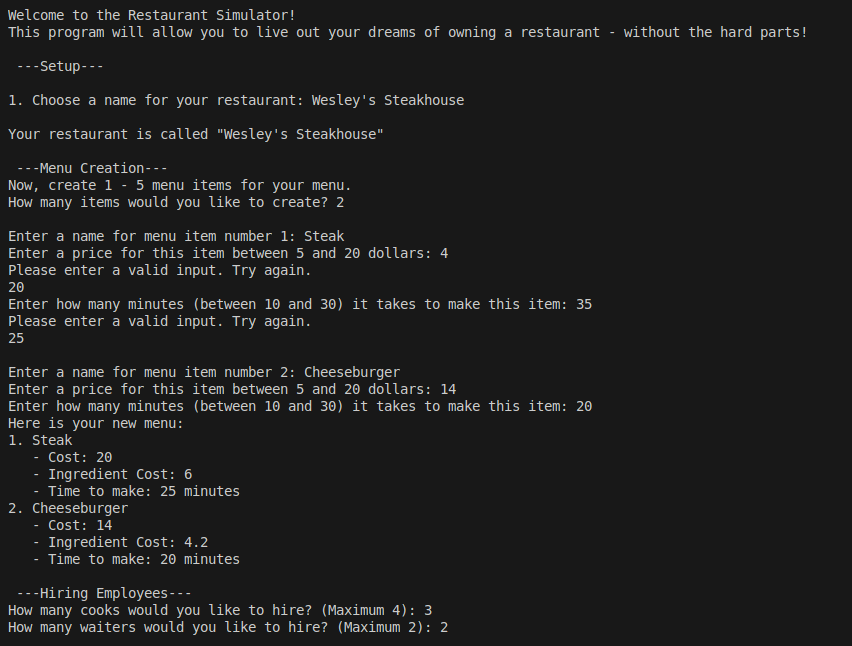 Welcome to the Restaurant Simulator!
This program will allow you to live out your dreams of owning a restaurant - without the hard parts!
---Setup---
1. Choose a name for your restaurant: Wesley's Steakhouse
Your restaurant is called "Wesley's Steakhouse"
---Menu Creation---
Now, create 1 - 5 menu items for your menu.
How many items would you like to create? 2
Enter a name for menu item number 1: Steak
Enter a price for this item between 5 and 20 dollars: 4
Please enter a valid input. Try again.
20
Enter how many minutes (between 10 and 30) it takes to make this item: 35
Please enter a valid input. Try again.
25
Enter a name for menu item number 2: Cheeseburger
Enter a price for this item between 5 and 20 dollars: 14
Enter how many minutes (between 10 and 30) it takes to make this item: 20
Here is your new menu:
1. Steak
- Cost: 20
- Ingredient Cost: 6
- Time to make: 25 minutes
2. Cheeseburger
- Cost: 14
- Ingredient Cost: 4.2
- Time to make: 20 minutes
---Hiring Employees---
How many cooks would you like to hire? (Maximum 4): 3
How many waiters would you like to hire? (Maximum 2): 2